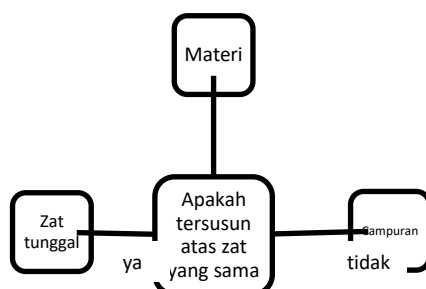 Materi
Apakah
tersusun
atas zat
yang sama
Zat
tunggal
ya
Campuran
tidak